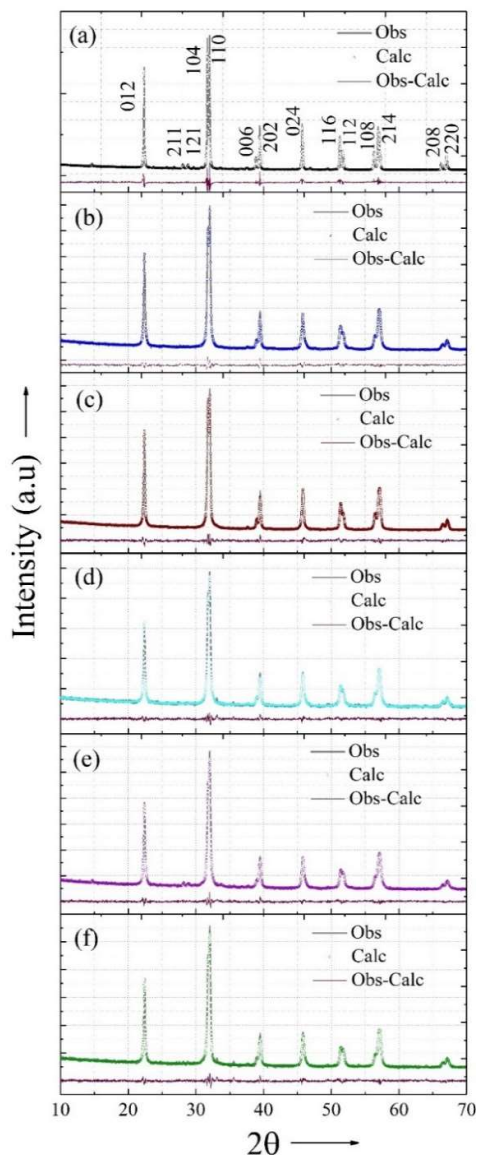 (a)
Obs
Calc
Obs-Calc
012
211
121
104
110
006
202
024
116
112
108
214
208
220
(b)
Obs
Calc
Obs-Calc
(c)
Obs
Calc
Obs-Calc
(d)
Obs
Calc
Obs-Calc
(e)
Obs
Calc
Obs-Calc
(f)
Obs
Calc
Obs-Calc
Intensity (a.u)
10 20 30 40 50 60 70
2θ